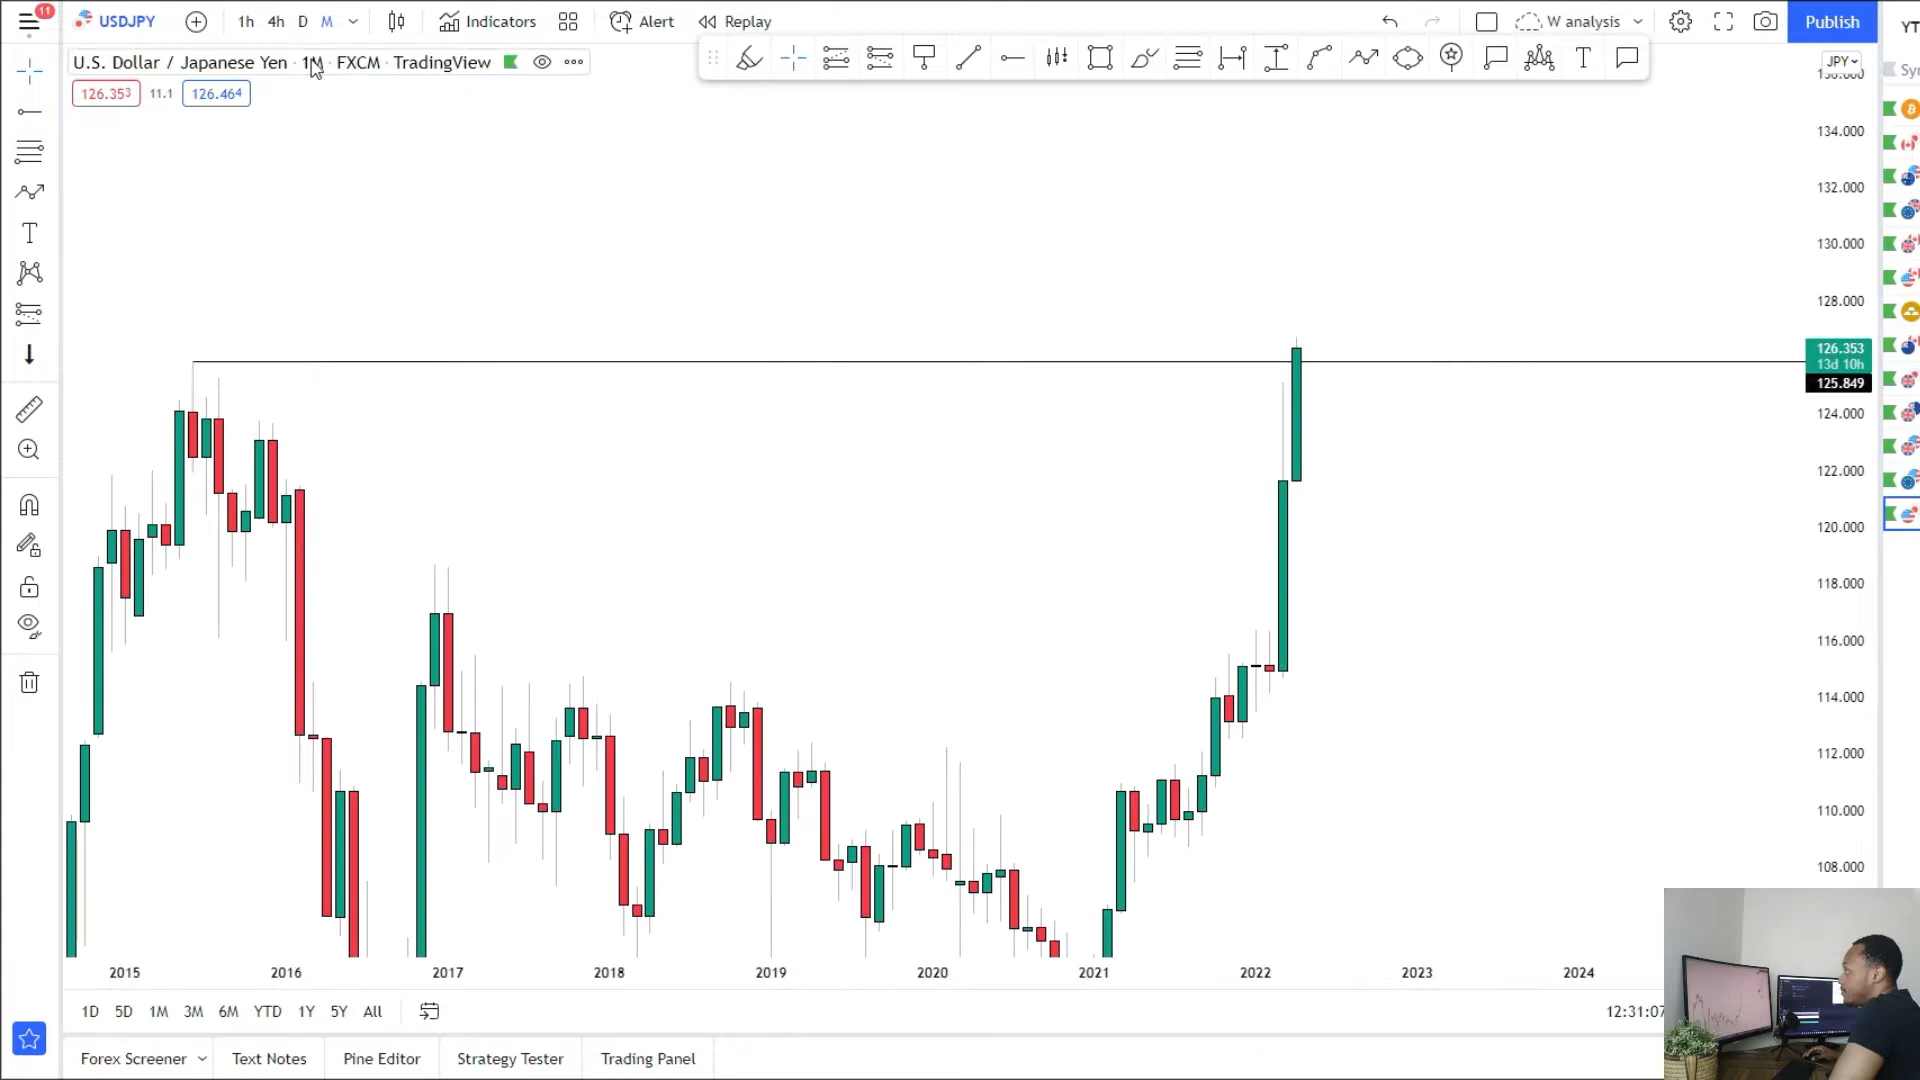 11
USDJPY
1h 4h D M
Indicators
Alert
Replay
W analysis
Publish
YT
U.S. Dollar / Japanese Yen · 1M · FXCM · TradingView
JPY
126.353 11.1 126.464
134.000
132.000
130.000
128.000
126.353
13d 10h
125.849
124.000
122.000
120.000
118.000
116.000
114.000
112.000
110.000
108.000
2015 2016 2017 2018 2019 2020 2021 2022 2023 2024
1D 5D 1M 3M 6M YTD 1Y 5Y All
12:31:07
Forex Screener Text Notes Pine Editor Strategy Tester Trading Panel